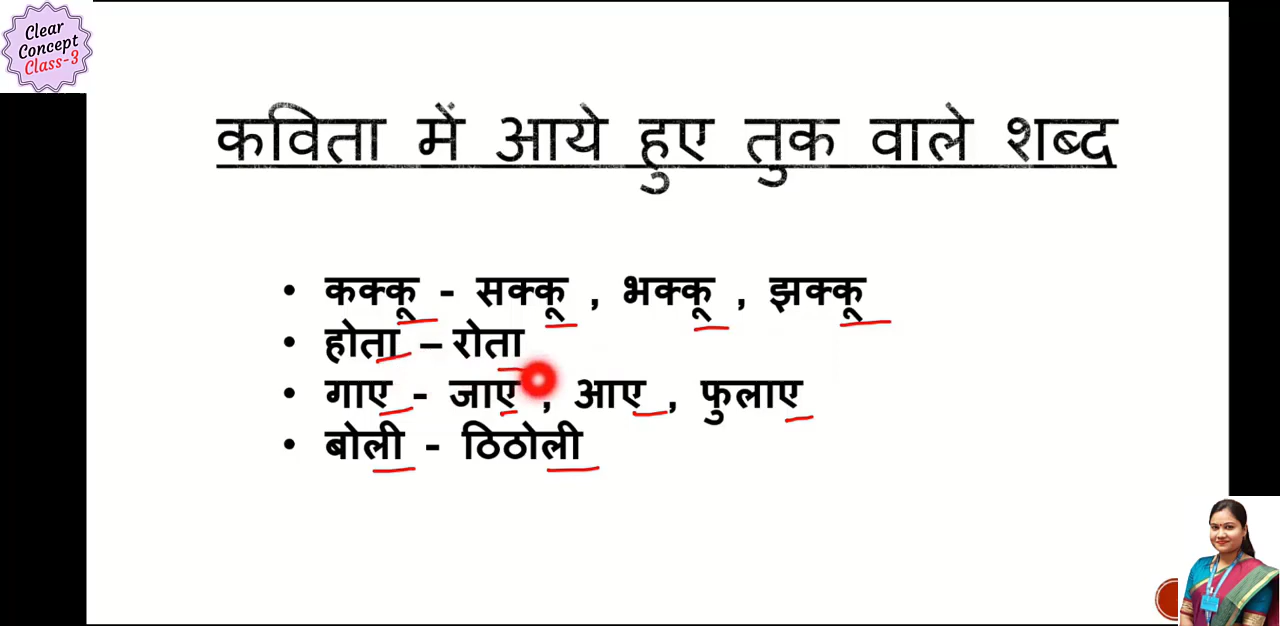 Clear
Concept
Class-3
कविता में आये हुए तुक वाले शब्द
• कक्कू - सक्कू , भक्कू , झक्कू
• होता – रोता
• गाए - जाए , आए , फुलाए
• बोली - ठिठोली